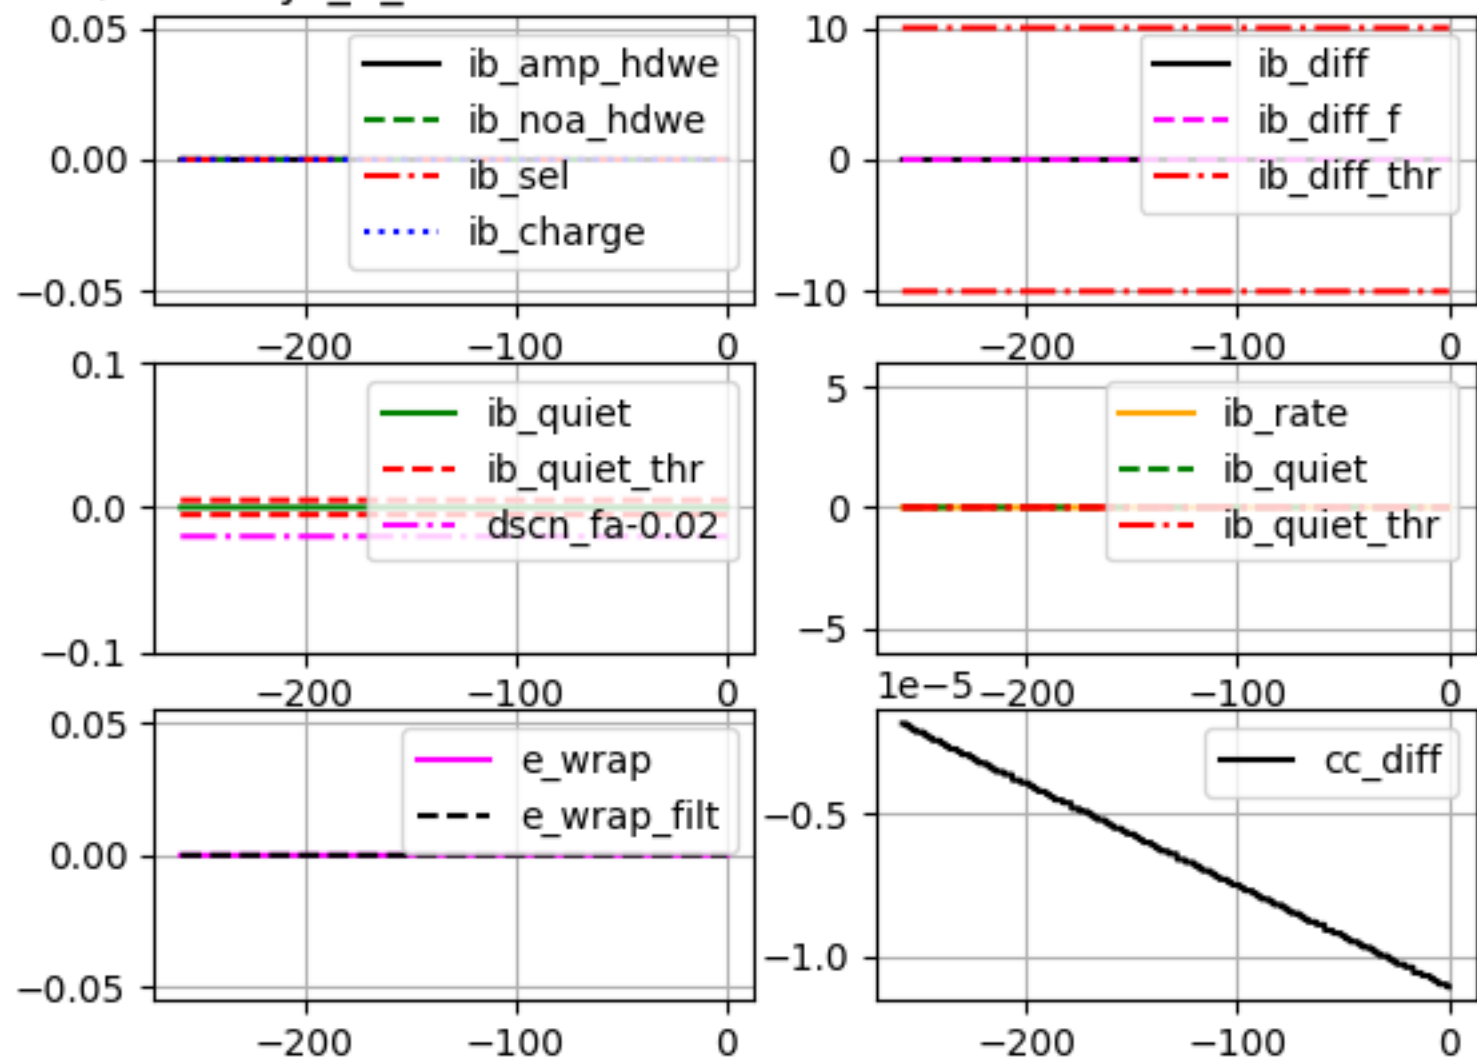 0.05
0.00
−0.05
ib_amp_hdwe
ib_noa_hdwe
ib_sel
ib_charge
−200
−100
0
10
0
−10
ib_diff
ib_diff_f
ib_diff_thr
−200
−100
0
0.1
0.0
−0.1
ib_quiet
ib_quiet_thr
dscn_fa-0.02
−200
−100
0
5
0
−5
ib_rate
ib_quiet
ib_quiet_thr
−200
−100
0
0.05
0.00
−0.05
e_wrap
e_wrap_filt
−200
−100
0
1e−5
−0.5
−1.0
cc_diff
−200
−100
0